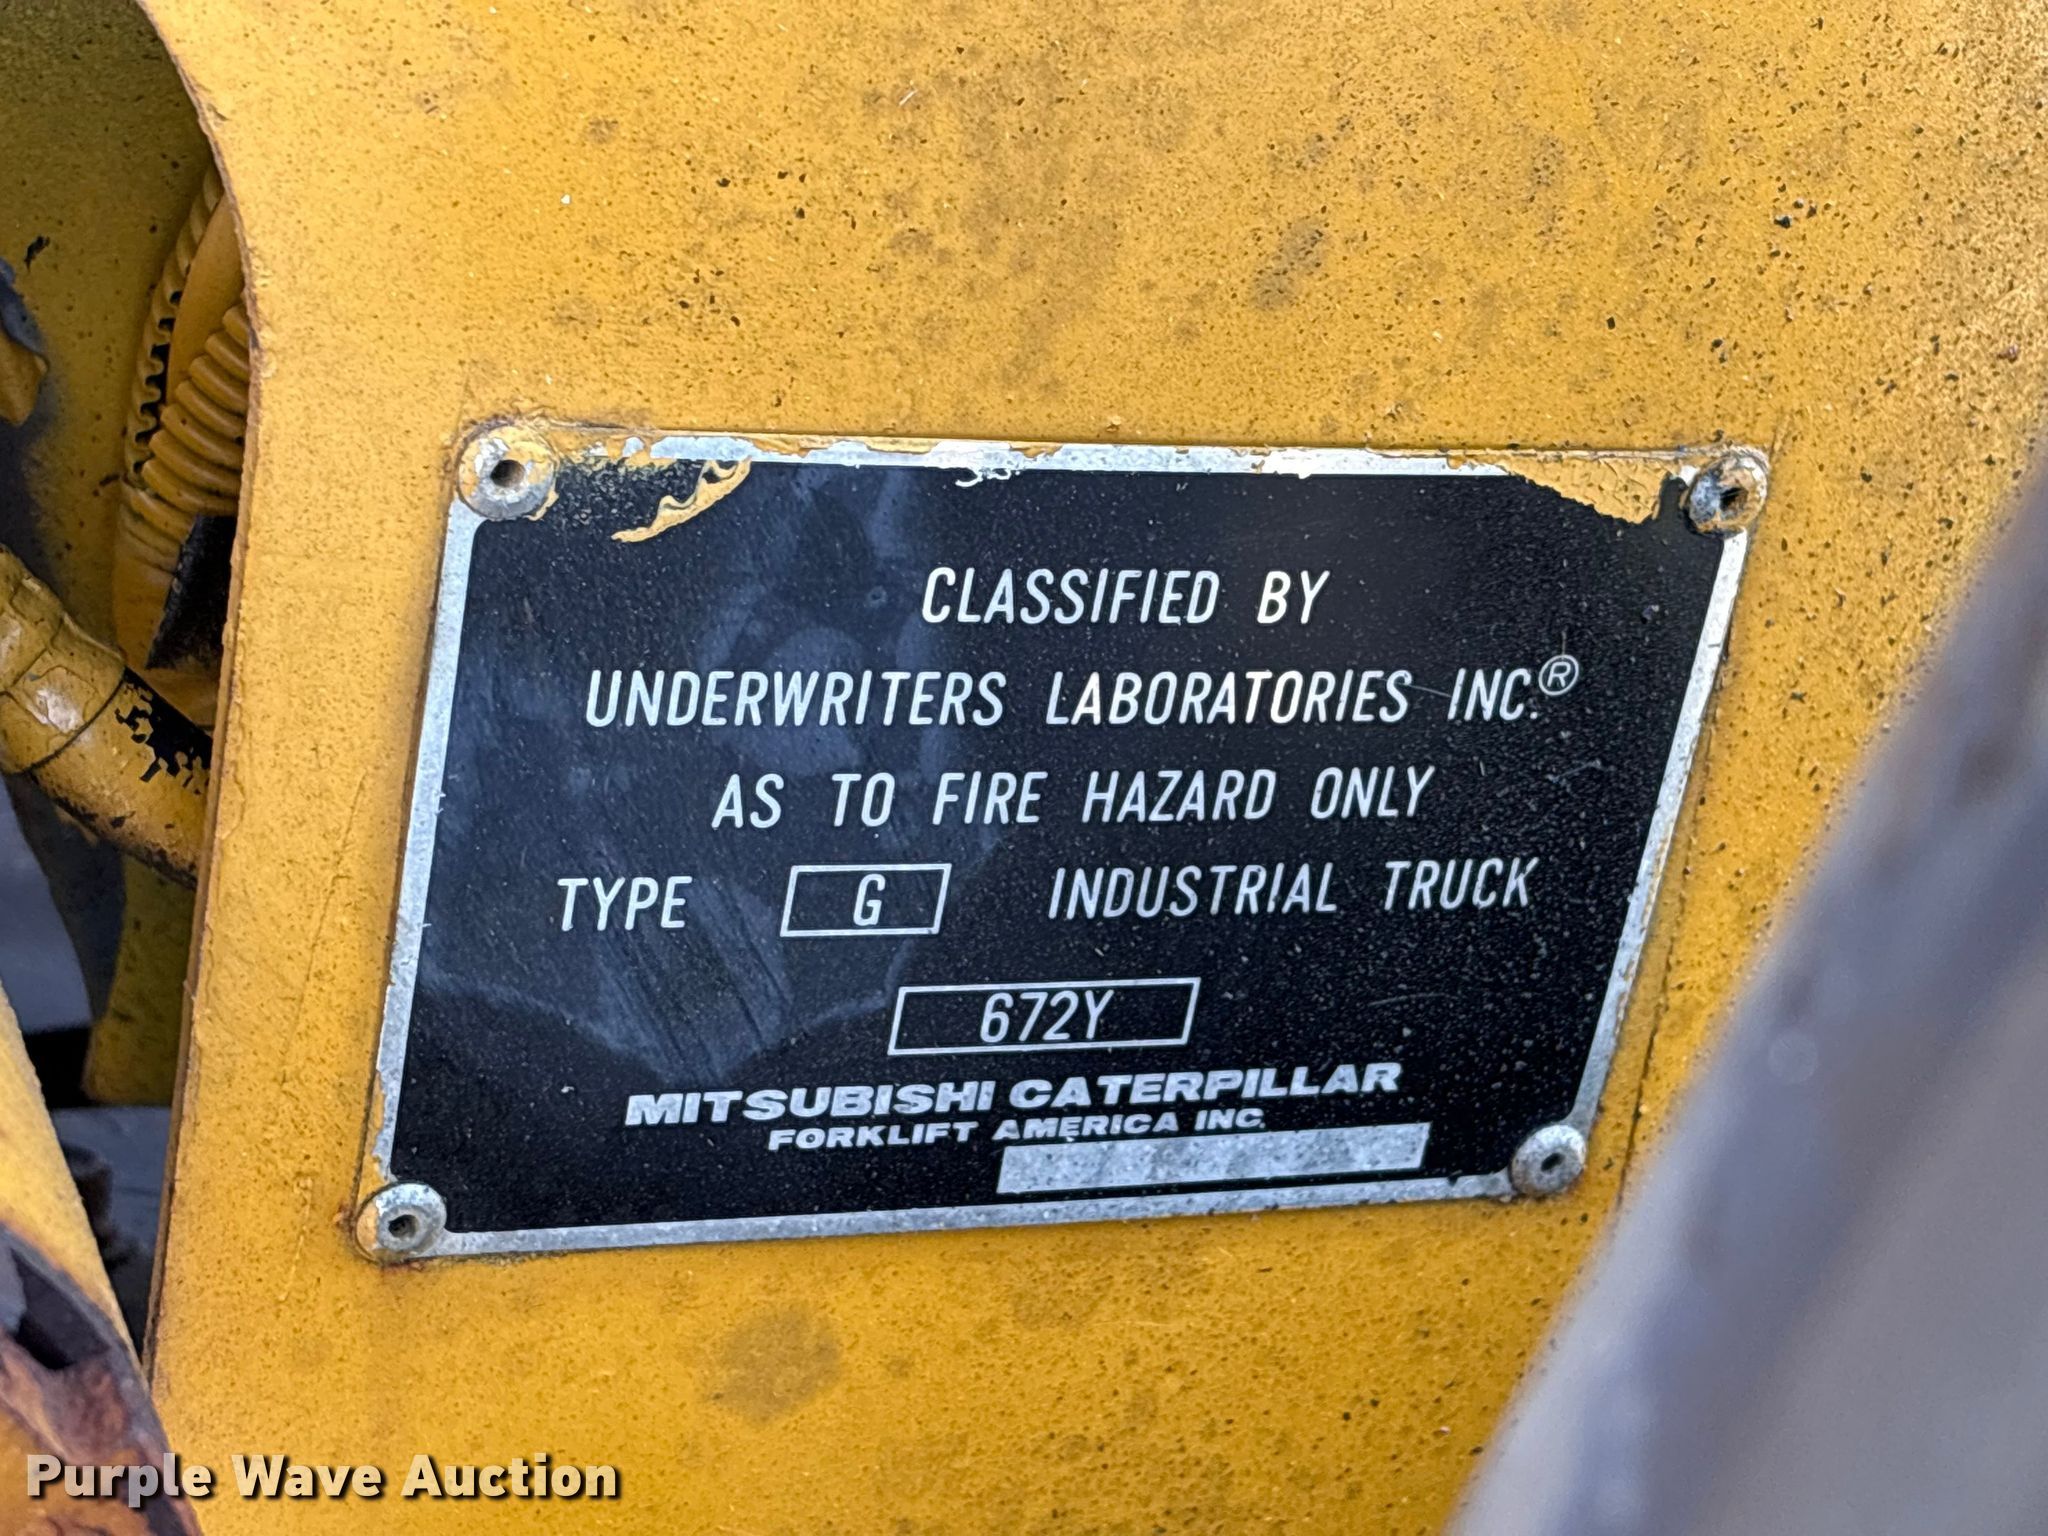 CLASSIFIED BY
UNDERWRITERS LABORATORIES INC.®
AS TO FIRE HAZARD ONLY
TYPE G INDUSTRIAL TRUCK
672Y
MITSUBISHI CATERPILLAR
FORKLIFT AMERICA INC.
Purple Wave Auction